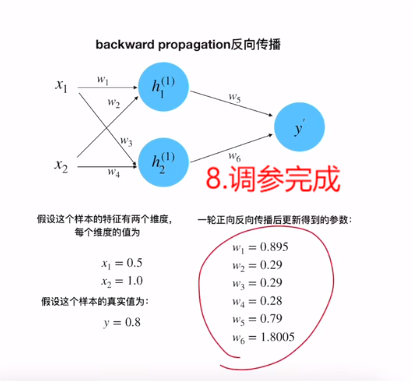 backward propagation反向传播
x₁
w₁
h₁⁽¹⁾
w₂
w₅
y′
w₃
x₂
w₄
h₂⁽¹⁾
w₆
8.调参完成
假设这个样本的特征有两个维度，
每个维度的值为
x₁ = 0.5
x₂ = 1.0
假设这个样本的真实值为：
y = 0.8
一轮正向反向传播后更新得到的参数：
w₁ = 0.895
w₂ = 0.29
w₃ = 0.29
w₄ = 0.28
w₅ = 0.79
w₆ = 1.8005